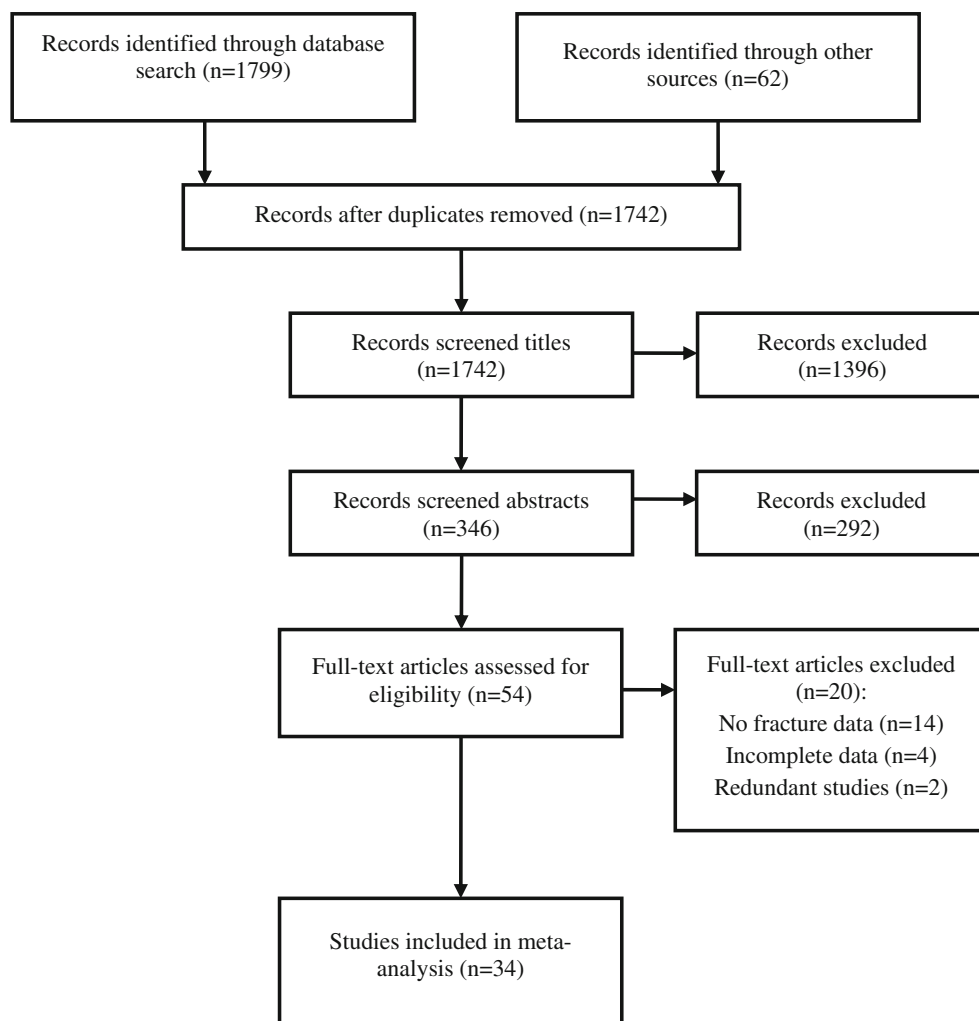 Records identified through database
search (n=1799)
Records identified through other
sources (n=62)
Records after duplicates removed (n=1742)
Records screened titles
(n=1742)
Records excluded
(n=1396)
Records screened abstracts
(n=346)
Records excluded
(n=292)
Full-text articles assessed for
eligibility (n=54)
Full-text articles excluded
(n=20):
No fracture data (n=14)
Incomplete data (n=4)
Redundant studies (n=2)
Studies included in meta-
analysis (n=34)